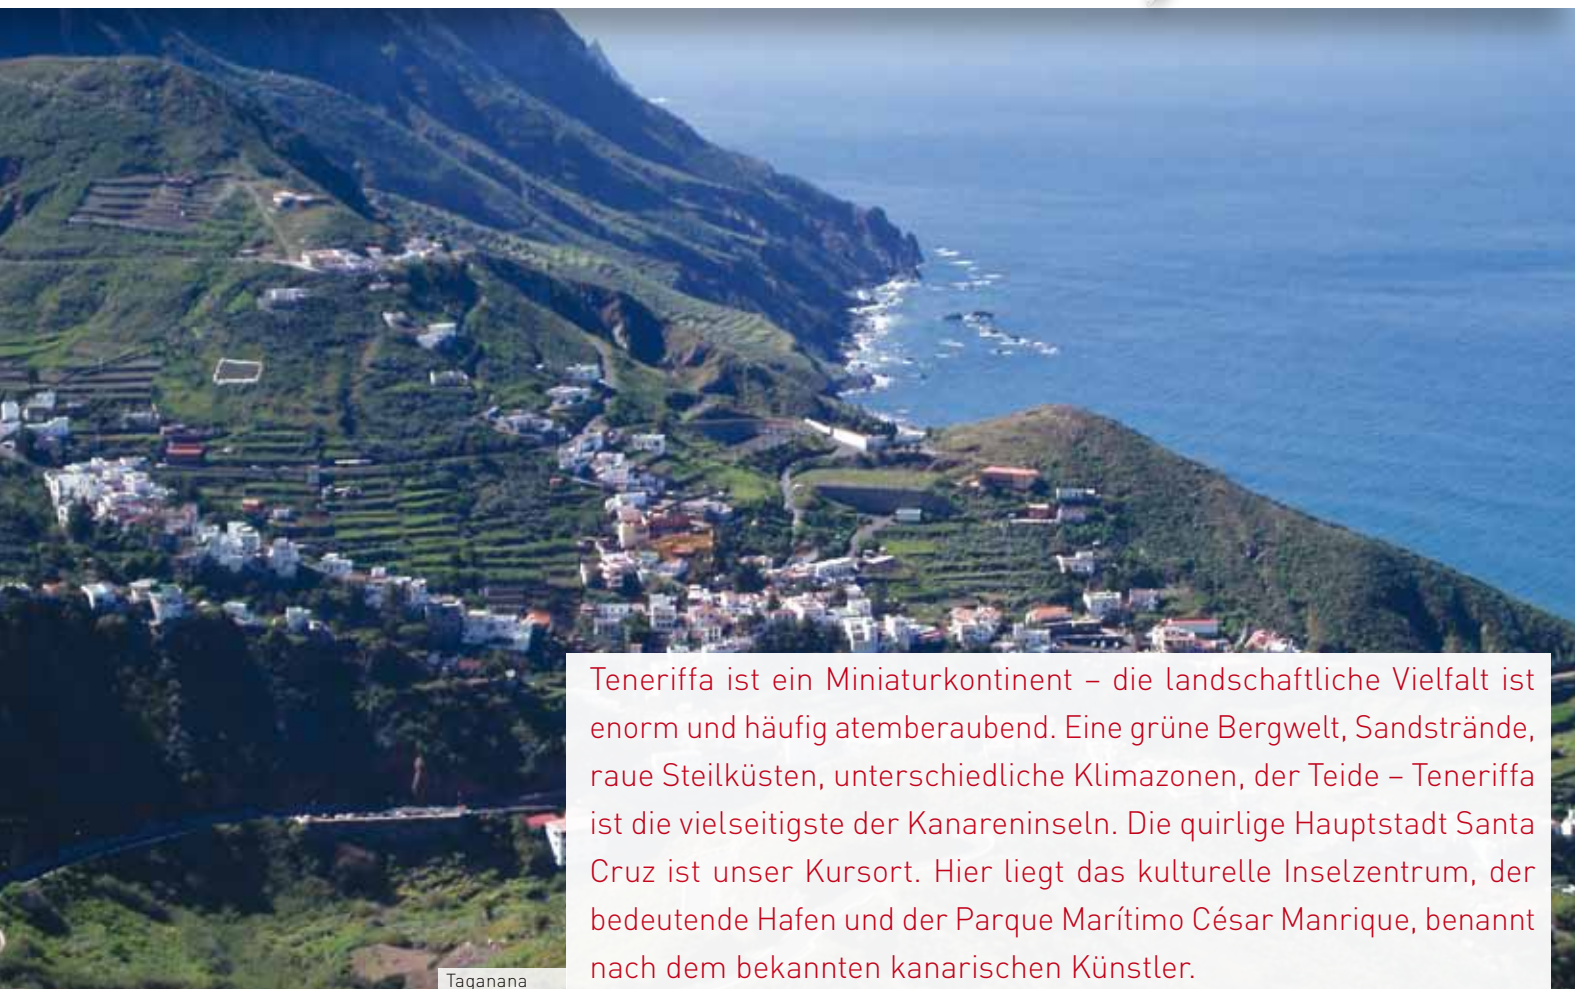 Teneriffa ist ein Miniaturkontinent – die landschaftliche Vielfalt ist
enorm und häufig atemberaubend. Eine grüne Bergwelt, Sandstrände,
raue Steilküsten, unterschiedliche Klimazonen, der Teide – Teneriffa
ist die vielseitigste der Kanareninseln. Die quirlige Hauptstadt Santa
Cruz ist unser Kursort. Hier liegt das kulturelle Inselzentrum, der
bedeutende Hafen und der Parque Marítimo César Manrique, benannt
nach dem bekannten kanarischen Künstler.
Taganana